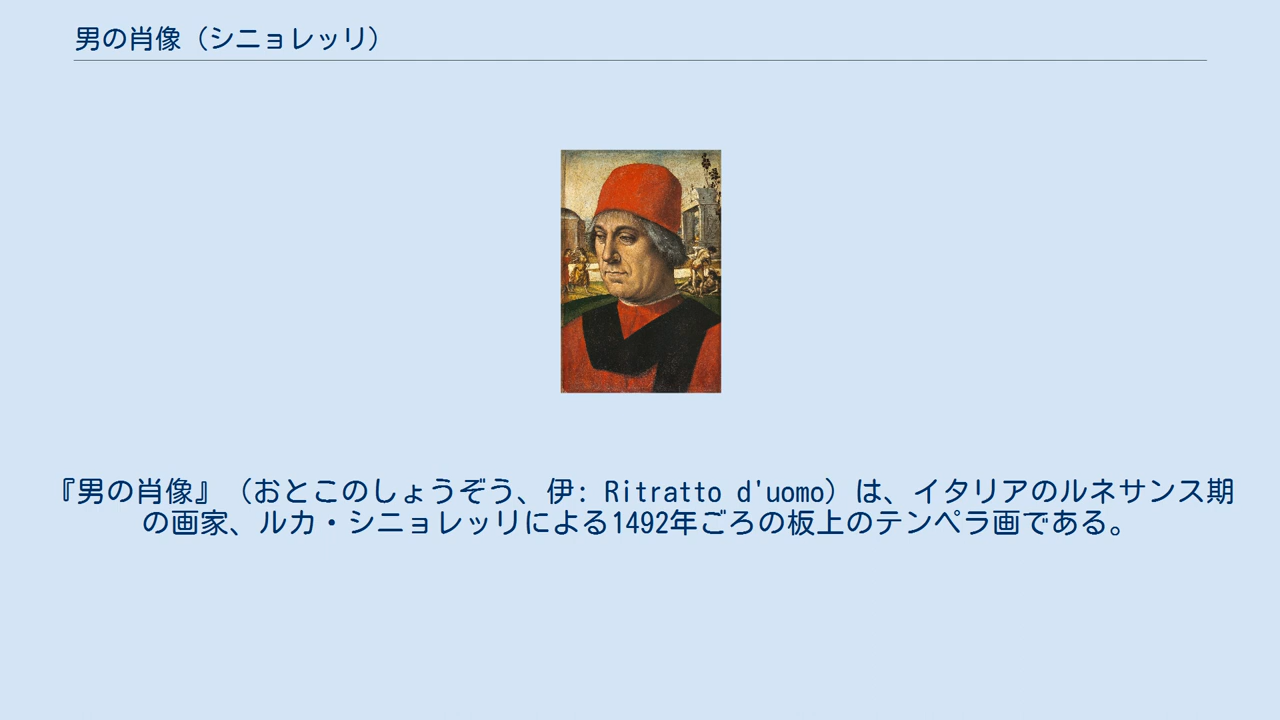 男の肖像（シニョレッリ）
『男の肖像』（おとこのしょうぞう、伊: Ritratto d'uomo）は、イタリアのルネサンス期
の画家、ルカ・シニョレッリによる1492年ごろの板上のテンペラ画である。